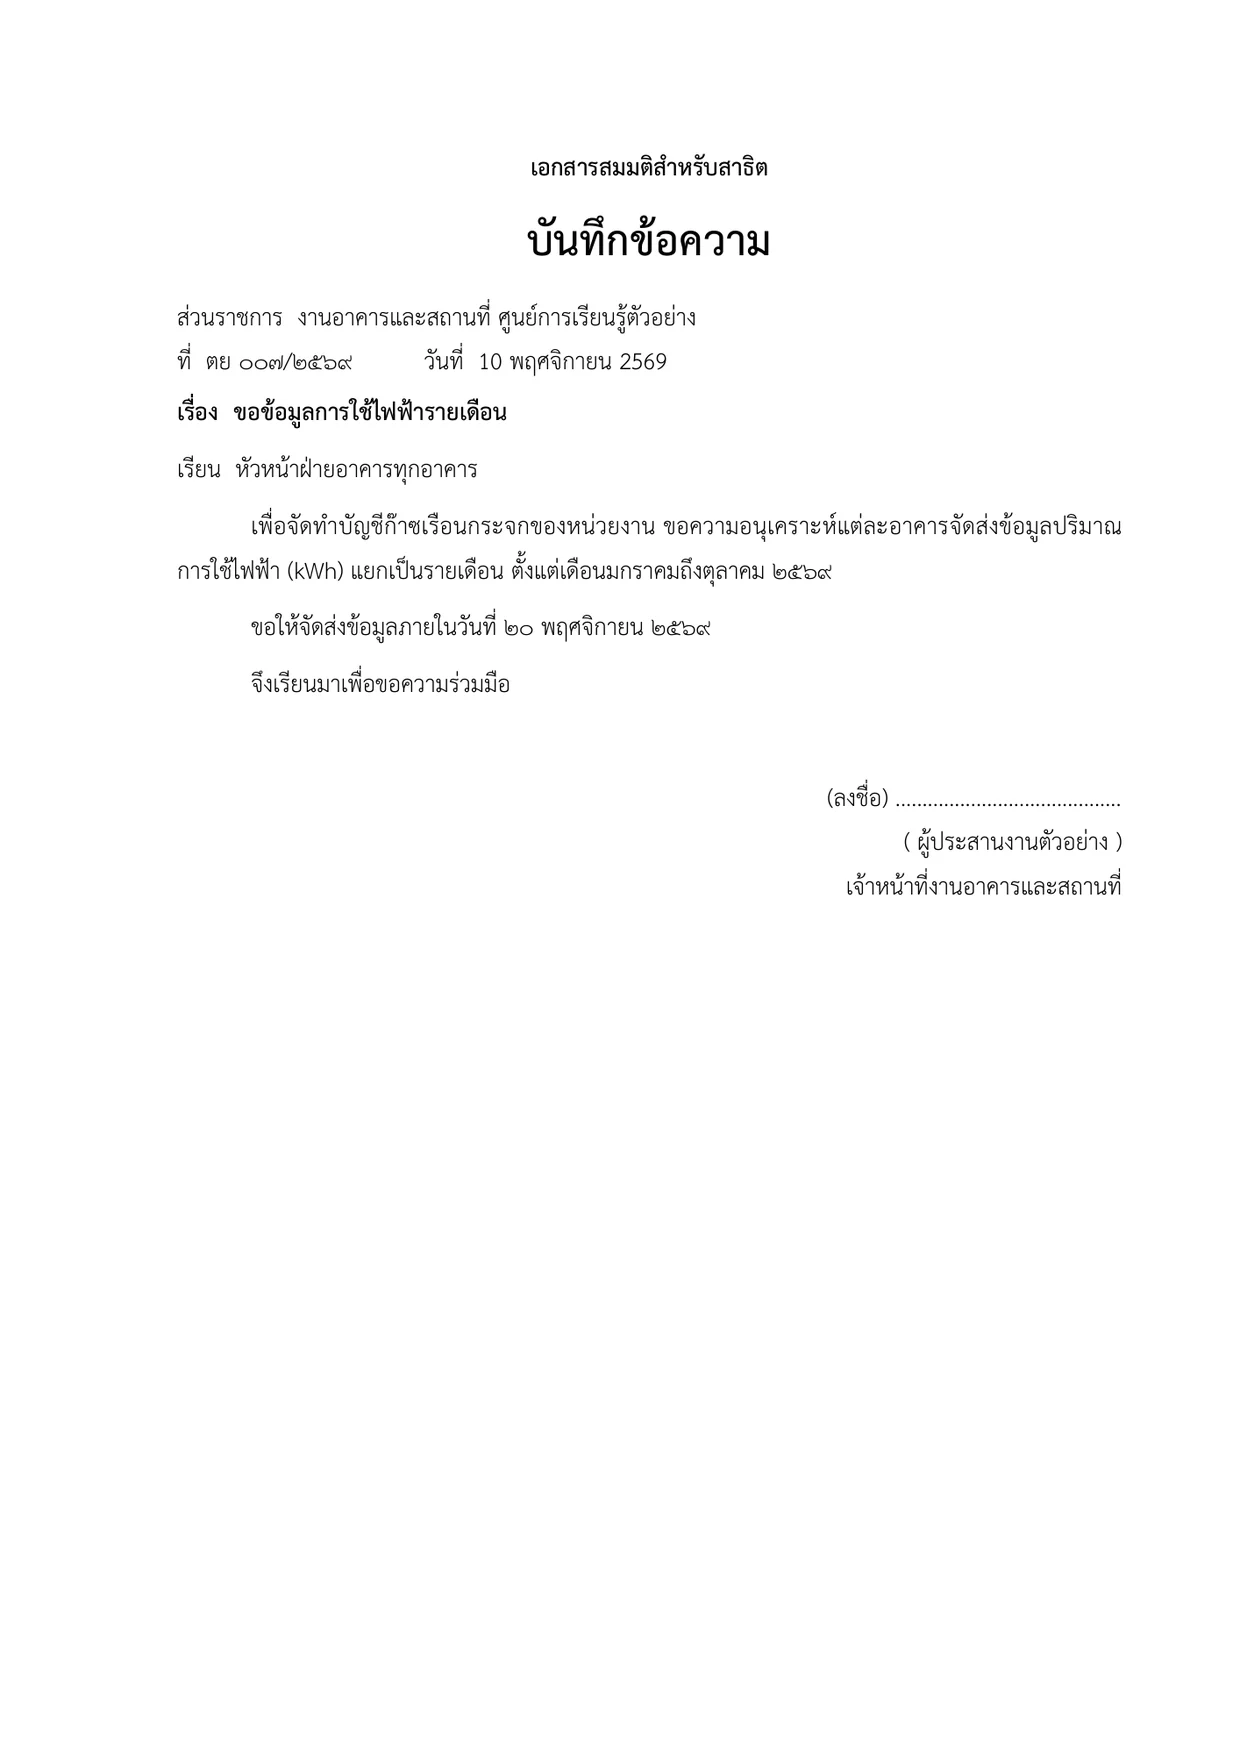 เอกสารสมมติสำหรับสาธิต
บันทึกข้อความ
ส่วนราชการ งานอาคารและสถานที่ ศูนย์การเรียนรู้ตัวอย่าง
ที่ ตย ๐๐๗/๒๕๖๙ วันที่ 10 พฤศจิกายน 2569
เรื่อง ขอข้อมูลการใช้ไฟฟ้ารายเดือน
เรียน หัวหน้าฝ่ายอาคารทุกอาคาร
เพื่อจัดทำบัญชีก๊าซเรือนกระจกของหน่วยงาน ขอความอนุเคราะห์แต่ละอาคารจัดส่งข้อมูลปริมาณ
การใช้ไฟฟ้า (kWh) แยกเป็นรายเดือน ตั้งแต่เดือนมกราคมถึงตุลาคม ๒๕๖๙
ขอให้จัดส่งข้อมูลภายในวันที่ ๒๐ พฤศจิกายน ๒๕๖๙
จึงเรียนมาเพื่อขอความร่วมมือ
(ลงชื่อ) ..........................................
( ผู้ประสานงานตัวอย่าง )
เจ้าหน้าที่งานอาคารและสถานที่